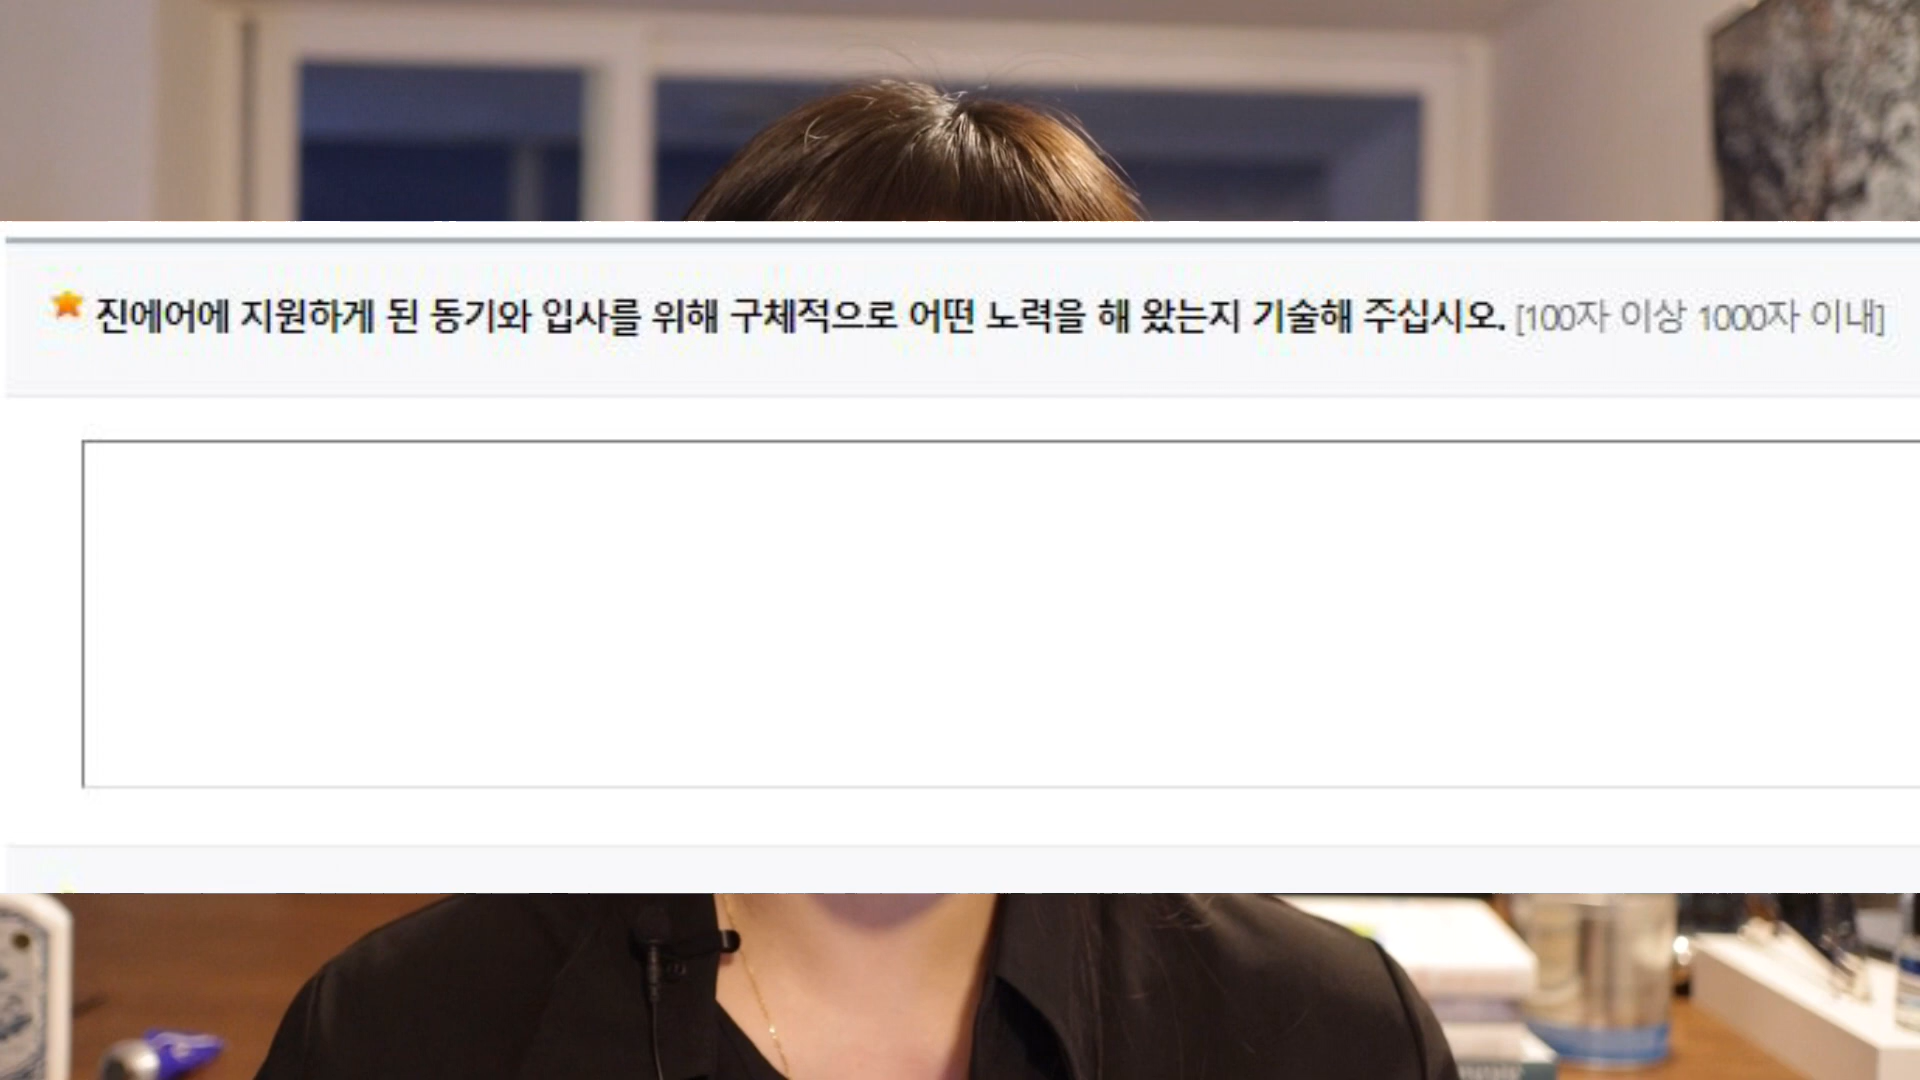 진에어에 지원하게 된 동기와 입사를 위해 구체적으로 어떤 노력을 해 왔는지 기술해 주십시오. [100자 이상 1000자 이내]